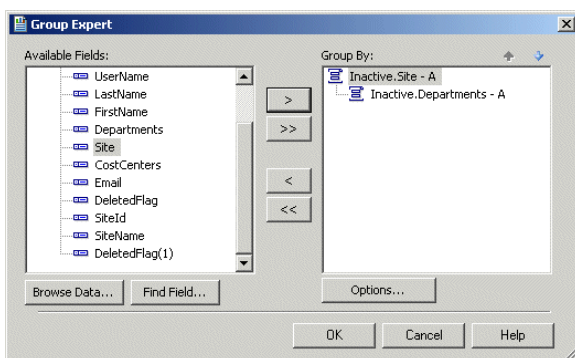 Group Expert
Available Fields:
Group By:
UserName
LastName
FirstName
Departments
Site
CostCenters
Email
DeletedFlag
SiteId
SiteName
DeletedFlag(1)
>
>>
<
<<
Inactive.Site - A
Inactive.Departments - A
Browse Data...
Find Field...
Options...
OK
Cancel
Help